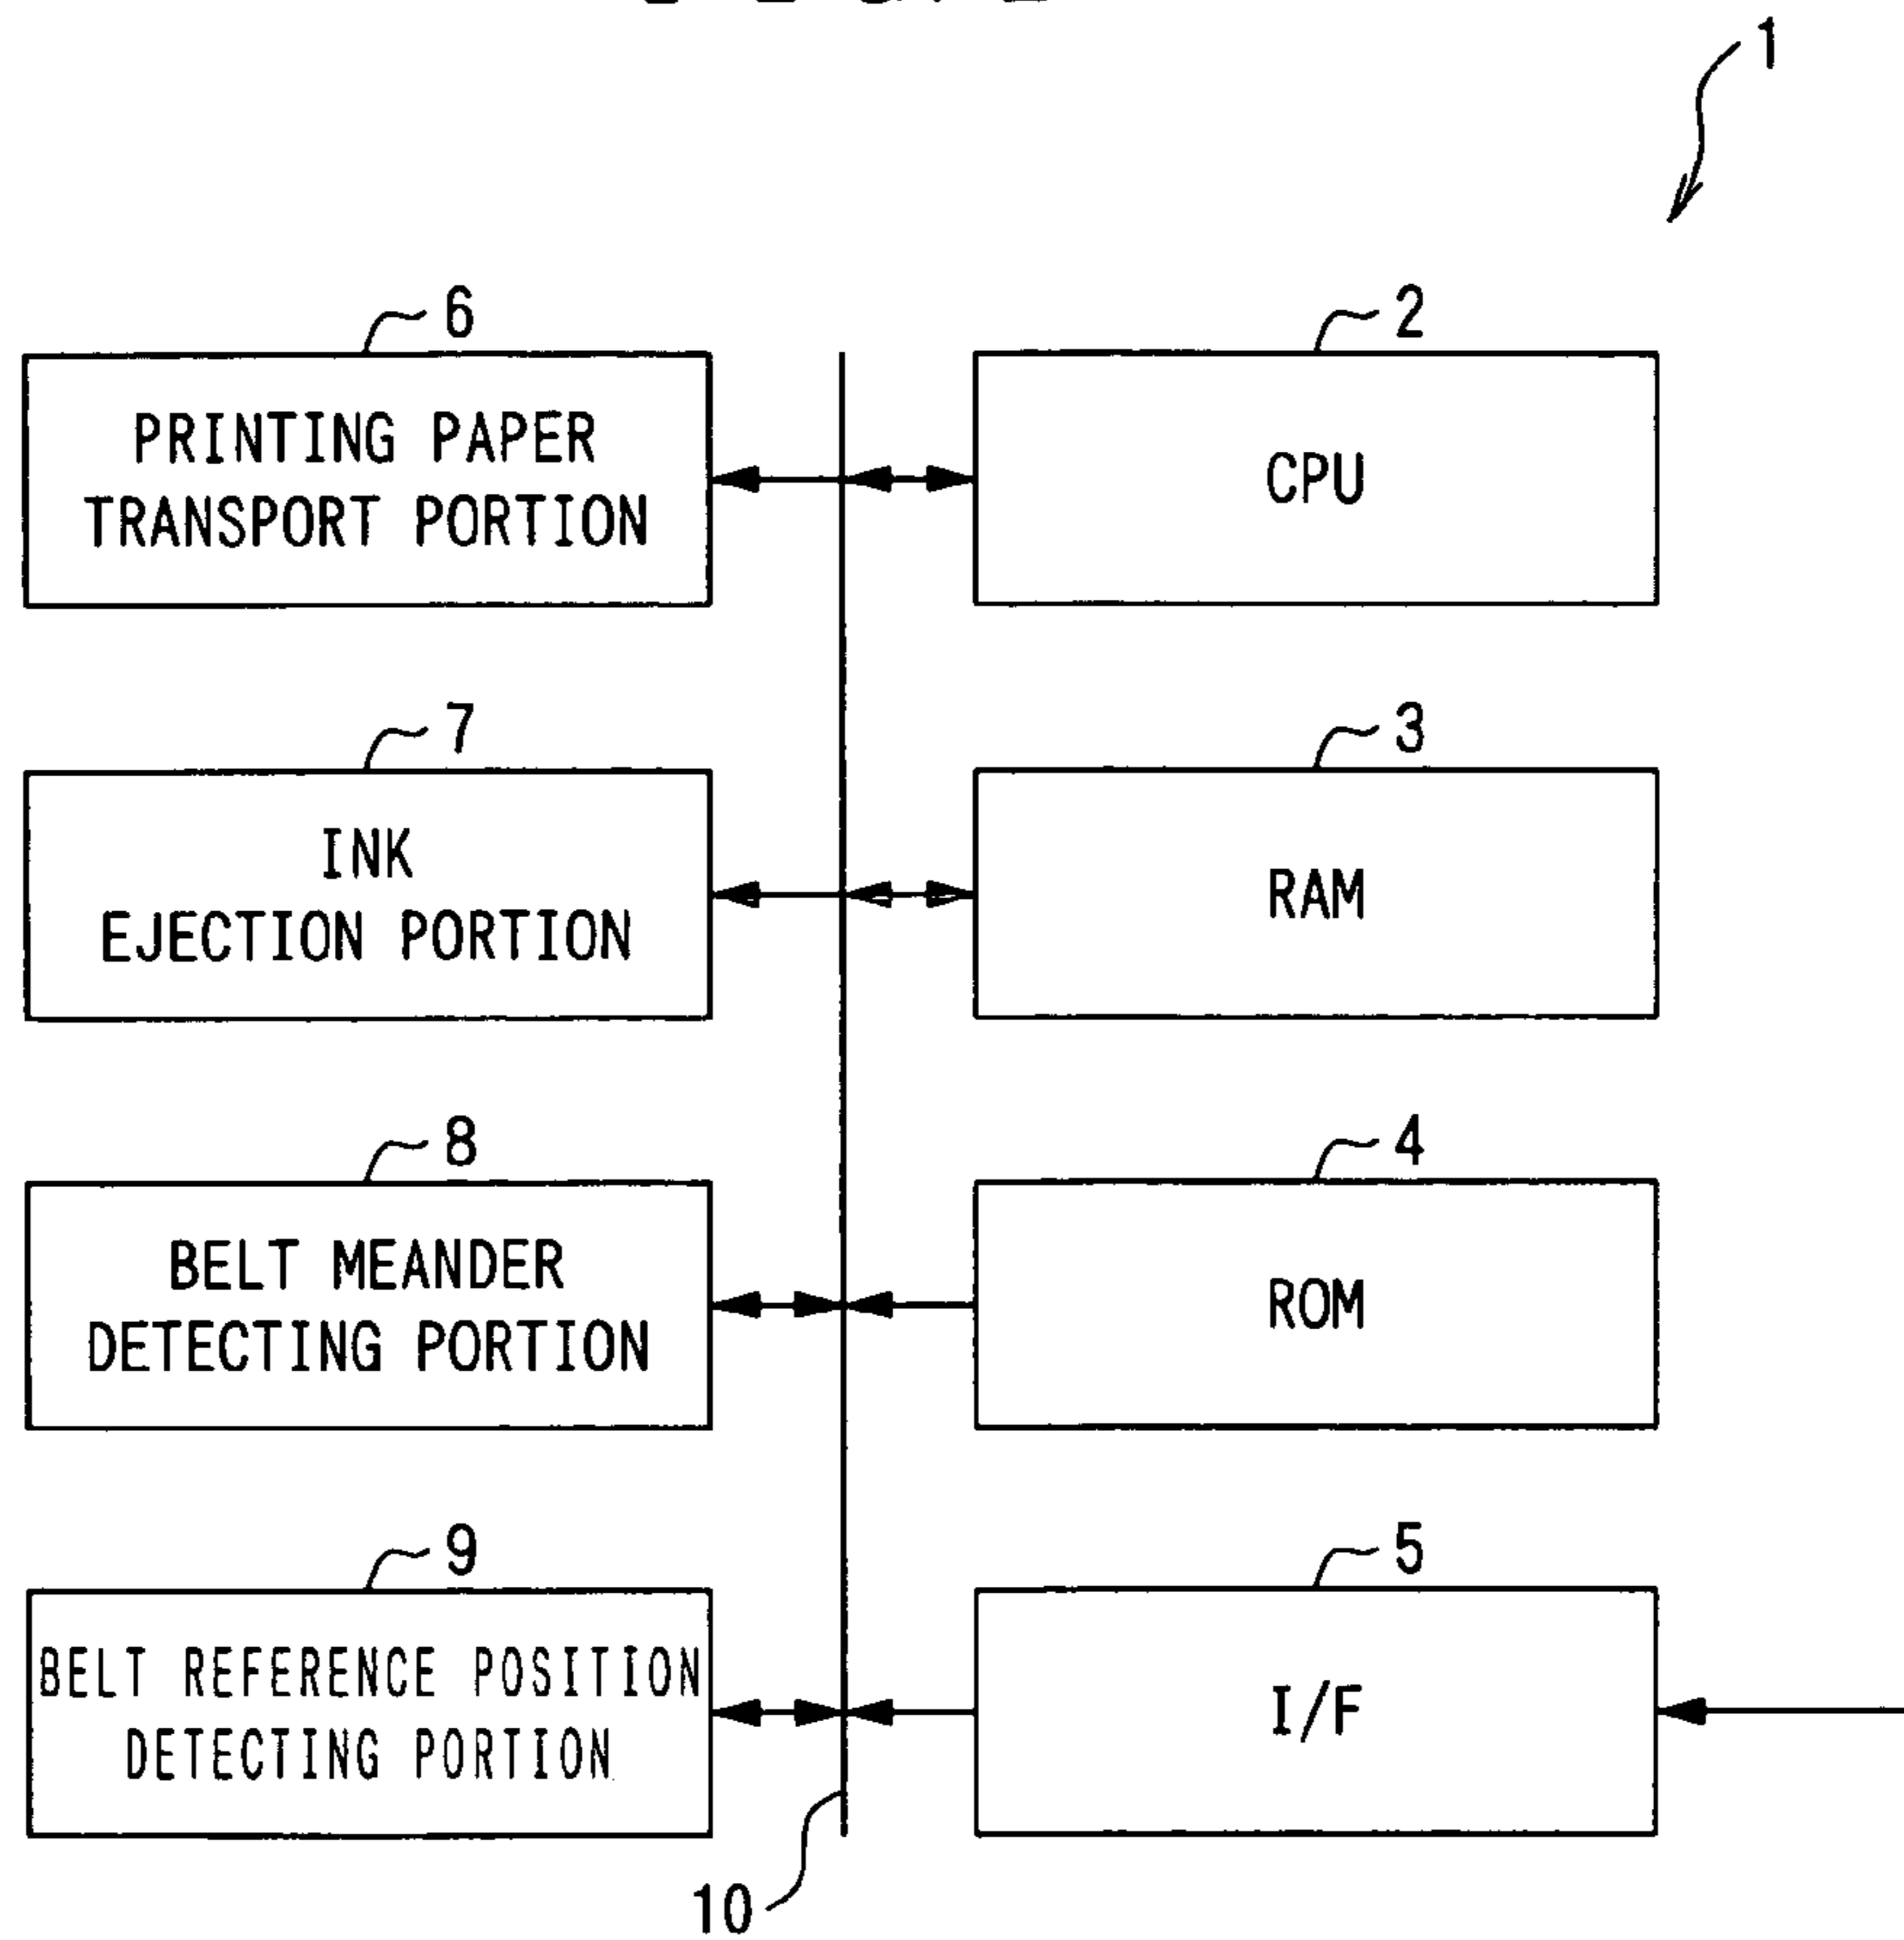 1
6
PRINTING PAPER
TRANSPORT PORTION
2
CPU
7
INK
EJECTION PORTION
3
RAM
8
BELT MEANDER
DETECTING PORTION
4
ROM
9
BELT REFERENCE POSITION
DETECTING PORTION
5
I/F
10